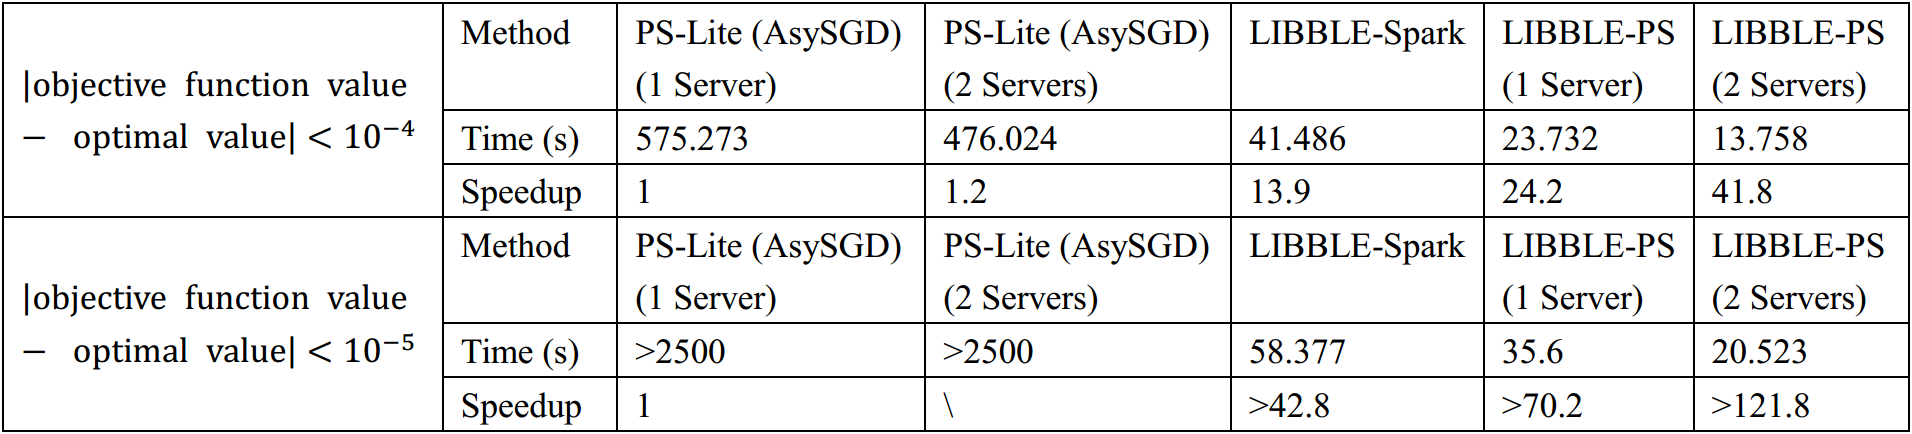 |objective function value
− optimal value| < 10⁻⁴
Method PS-Lite (AsySGD) (1 Server) PS-Lite (AsySGD) (2 Servers) LIBBLE-Spark LIBBLE-PS (1 Server) LIBBLE-PS (2 Servers)
Time (s) 575.273 476.024 41.486 23.732 13.758
Speedup 1 1.2 13.9 24.2 41.8
|objective function value
− optimal value| < 10⁻⁵
Method PS-Lite (AsySGD) (1 Server) PS-Lite (AsySGD) (2 Servers) LIBBLE-Spark LIBBLE-PS (1 Server) LIBBLE-PS (2 Servers)
Time (s) >2500 >2500 58.377 35.6 20.523
Speedup 1 \ >42.8 >70.2 >121.8